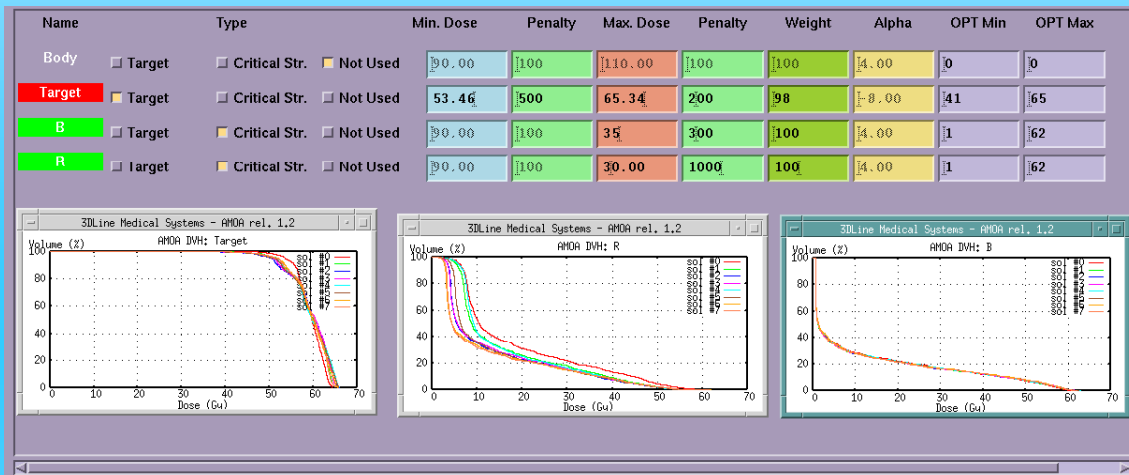 Name Type Min. Dose Penalty Max. Dose Penalty Weight Alpha OPT Min OPT Max
Body Target Critical Str. Not Used 90.00 100 110.00 100 100 4.00 0 0
Target Target Critical Str. Not Used 53.46 500 65.34 200 98 -8.00 41 65
B Target Critical Str. Not Used 90.00 100 35 300 100 4.00 1 62
R Target Critical Str. Not Used 90.00 100 30.00 1000 100 4.00 1 62
3DLine Medical Systems - AMOA rel. 1.2
AMOA DVH: Target
Volume (%)
100
80
60
40
20
0
0 10 20 30 40 50 60 70
Dose (Gy)
sol #0
sol #1
sol #2
sol #3
sol #4
sol #5
sol #6
sol #7
3DLine Medical Systems - AMOA rel. 1.2
AMOA DVH: R
Volume (%)
100
80
60
40
20
0
0 10 20 30 40 50 60 70
Dose (Gy)
sol #0
sol #1
sol #2
sol #3
sol #4
sol #5
sol #6
sol #7
3DLine Medical Systems - AMOA rel. 1.2
AMOA DVH: B
Volume (%)
100
80
60
40
20
0
0 10 20 30 40 50 60 70
Dose (Gy)
sol #0
sol #1
sol #2
sol #3
sol #4
sol #5
sol #6
sol #7